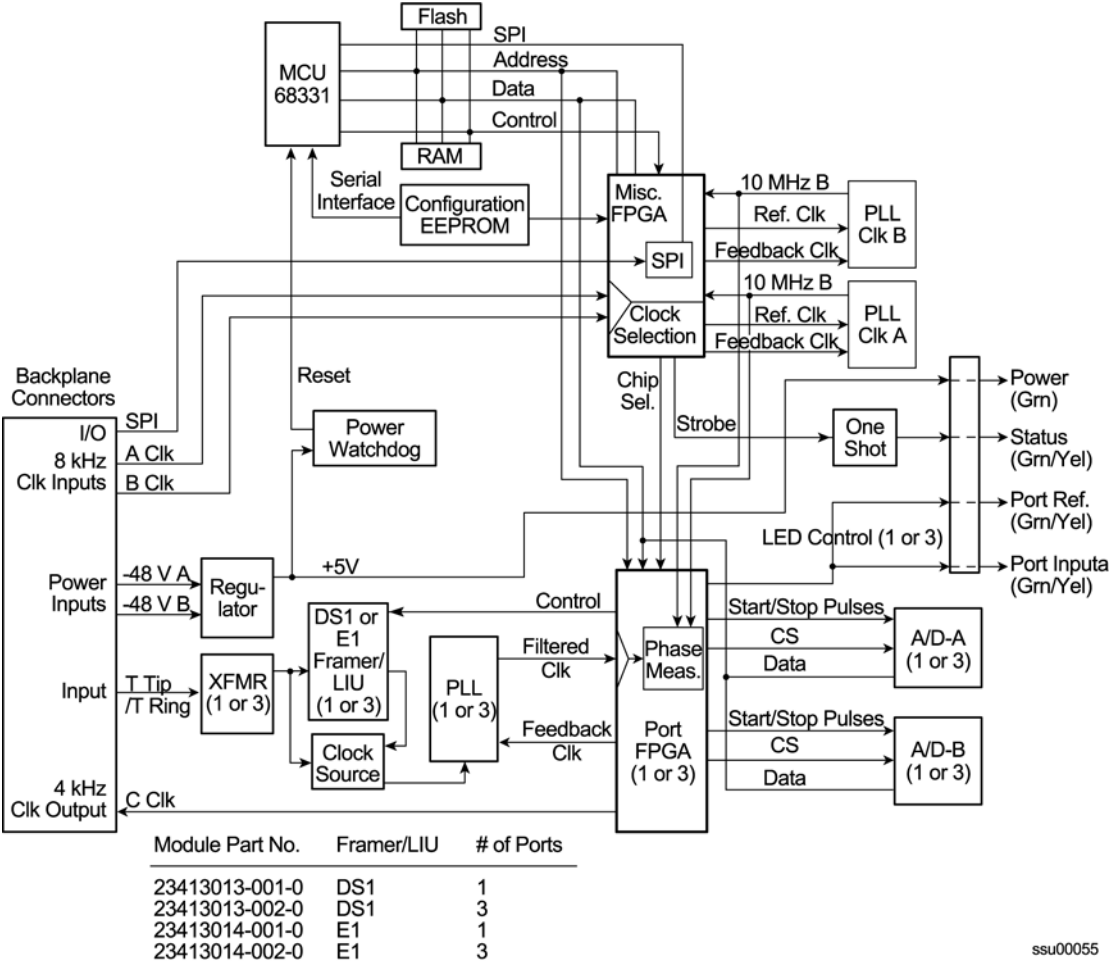 Flash
SPI
Address
MCU
68331
Data
Control
RAM
Serial
Interface
Configuration
EEPROM
Misc.
FPGA
SPI
Clock
Selection
10 MHz B
Ref. Clk
Feedback Clk
PLL
Clk B
10 MHz B
Ref. Clk
Feedback Clk
PLL
Clk A
Backplane
Connectors
Reset
Chip
Sel.
Power
(Grn)
I/O
SPI
Power
Watchdog
Strobe
One
Shot
Status
(Grn/Yel)
8 kHz
Clk Inputs
A Clk
B Clk
Port Ref.
(Grn/Yel)
LED Control (1 or 3)
Port Inputa
(Grn/Yel)
Power
Inputs
-48 V A
-48 V B
Regu-
lator
+5V
Control
DS1 or
E1
Framer/
LIU
(1 or 3)
Filtered
Clk
Phase
Meas.
Start/Stop Pulses
CS
Data
A/D-A
(1 or 3)
Input
T Tip
/T Ring
XFMR
(1 or 3)
PLL
(1 or 3)
Feedback
Clk
Port
FPGA
(1 or 3)
Start/Stop Pulses
CS
Data
A/D-B
(1 or 3)
Clock
Source
4 kHz
Clk Output
C Clk
Module Part No. Framer/LIU # of Ports
23413013-001-0 DS1 1
23413013-002-0 DS1 3
23413014-001-0 E1 1
23413014-002-0 E1 3
ssu00055